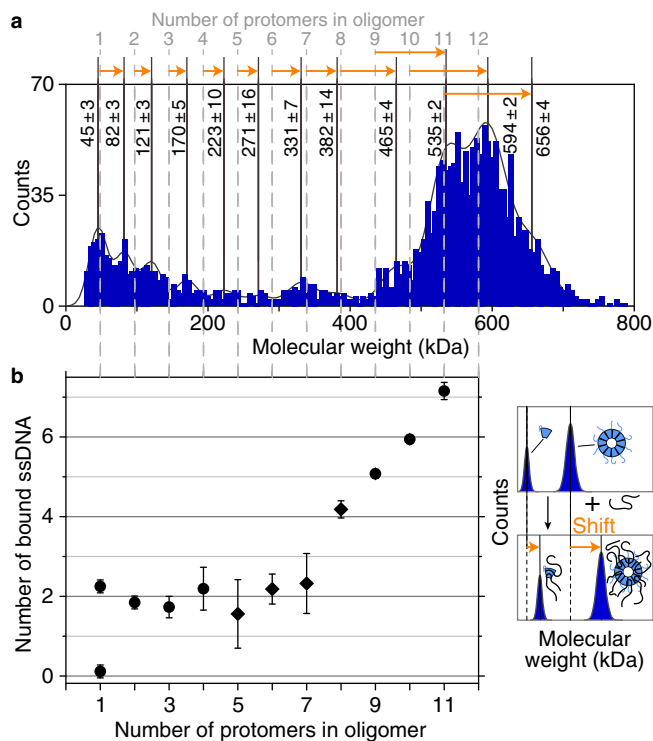 a
Number of protomers in oligomer
1 2 3 4 5 6 7 8 9 10 11 12
70
35
0
Counts
45 ± 3
82 ± 3
121 ± 3
170 ± 5
223 ± 10
271 ± 16
331 ± 7
382 ± 14
465 ± 4
535 ± 2
594 ± 2
656 ± 4
0 200 400 600 800
Molecular weight (kDa)
b
Number of bound ssDNA
6
4
2
0
1 3 5 7 9 11
Number of protomers in oligomer
Counts
+
Shift
Molecular
weight (kDa)